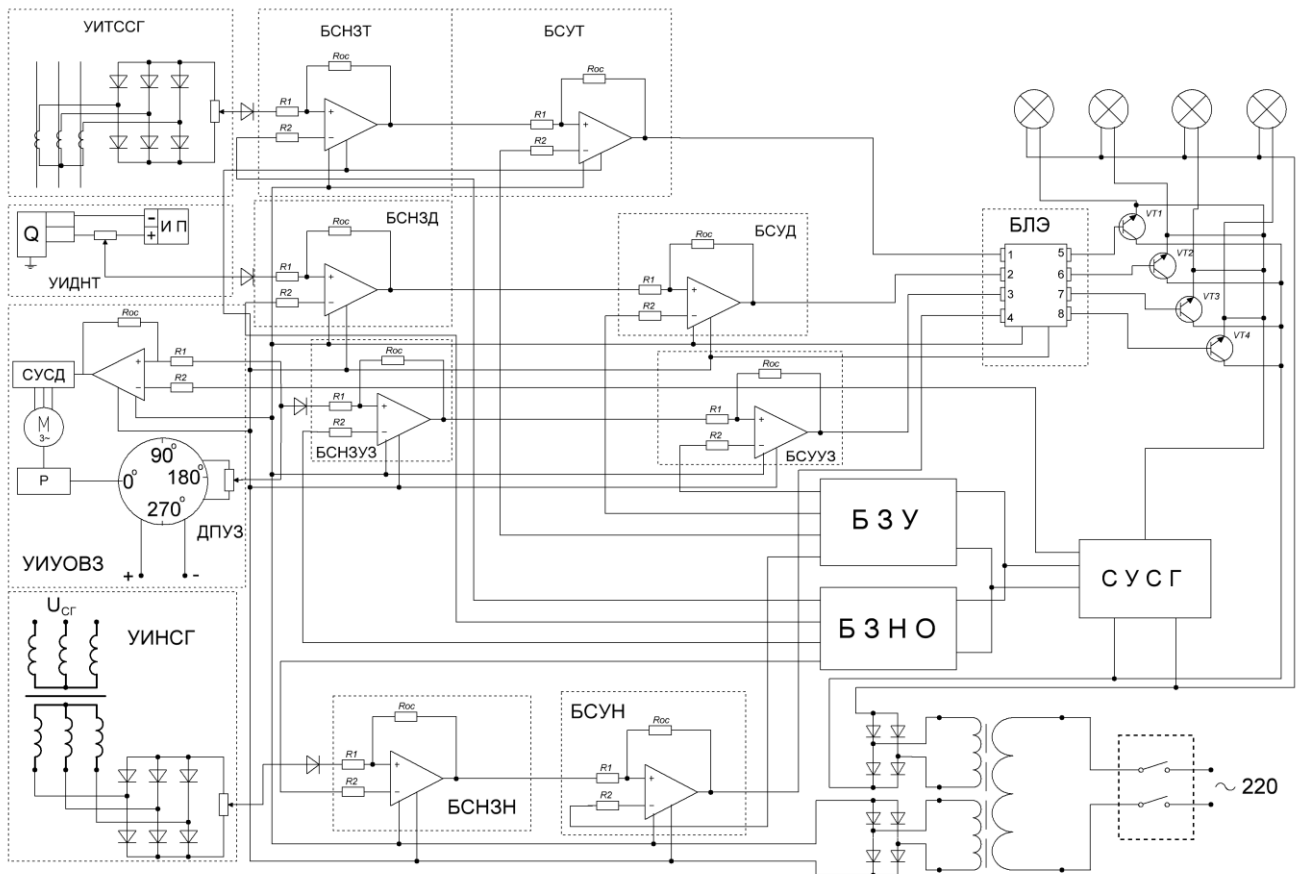 УИТССГ
БСНЗТ
БСУТ
Roc
Roc
R1
+
R2
−
R1
+
R2
−
Q
−
+
И П
УИДНТ
БСНЗД
Roc
R1
+
R2
−
БСУД
Roc
R1
+
R2
−
БЛЭ
1
2
3
4
5
6
7
8
VT1
VT2
VT3
VT4
Roc
+
−
R1
R2
СУСД
М
3~
Р
90°
0°
180°
270°
ДПУЗ
УИУОВЗ
+
-
Roc
R1
+
R2
−
БСНЗУЗ
Roc
R1
+
R2
−
БСУУЗ
Б З У
Б З Н О
С У С Г
UСГ
УИНСГ
Roc
R1
+
R2
−
БСНЗН
БСУН
Roc
R1
+
R2
−
~ 220